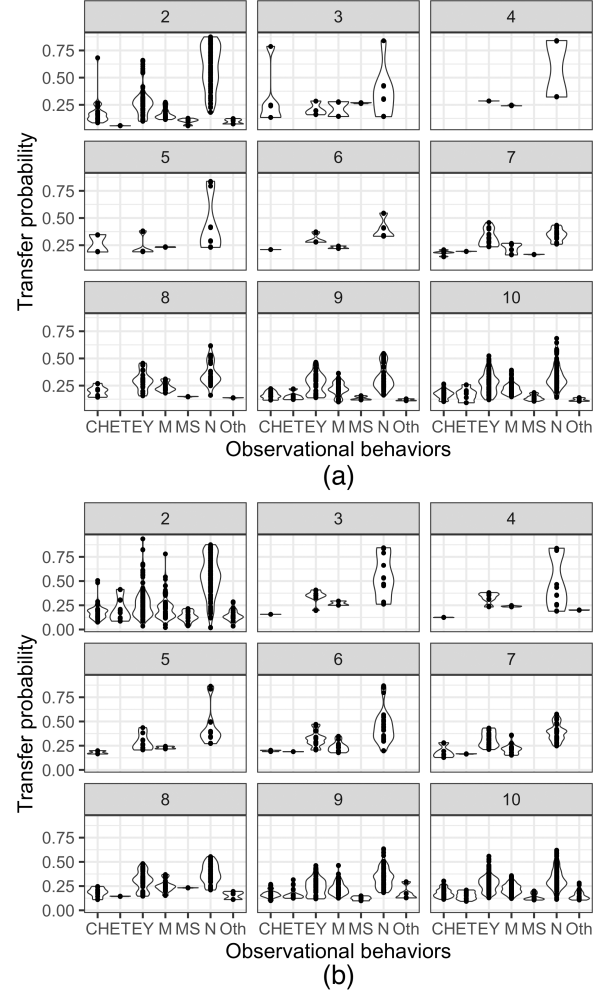 2 3 4
0.75
0.50
0.25
5 6 7
0.75
0.50
0.25
8 9 10
0.75
0.50
0.25
Transfer probability
CHETEY M MS N Oth CHETEY M MS N Oth CHETEY M MS N Oth
Observational behaviors
(a)
2 3 4
0.75
0.50
0.25
0.00
5 6 7
0.75
0.50
0.25
0.00
8 9 10
0.75
0.50
0.25
0.00
Transfer probability
CHETEY M MS N Oth CHETEY M MS N Oth CHETEY M MS N Oth
Observational behaviors
(b)